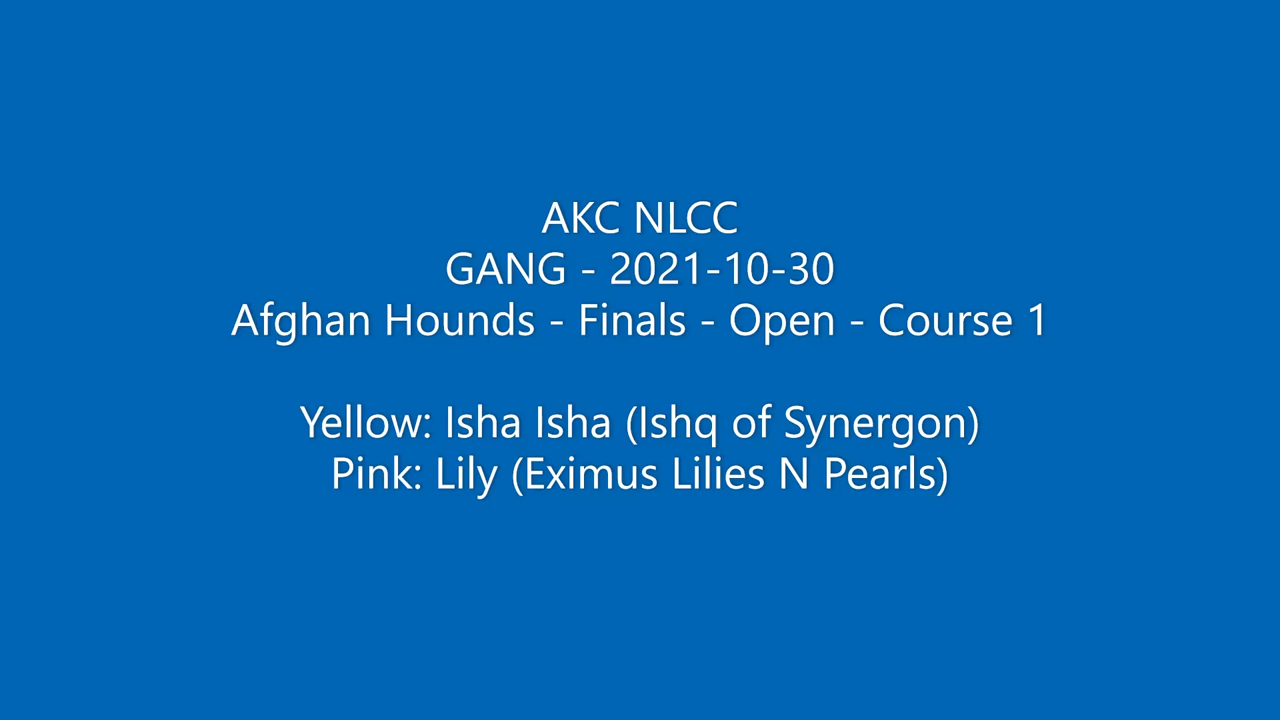 AKC NLCC
GANG - 2021-10-30
Afghan Hounds - Finals - Open - Course 1
Yellow: Isha Isha (Ishq of Synergon)
Pink: Lily (Eximus Lilies N Pearls)